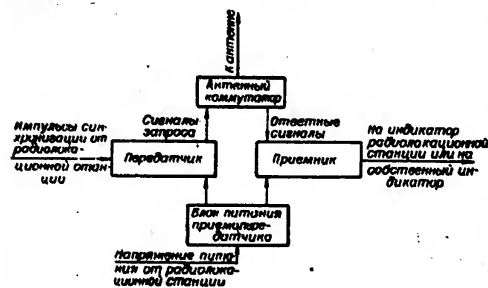 К антенне
Антенный
коммутатор
Сигналы
запроса
Ответные
сигналы
Импульсы син-
хронизации от
радиолока-
ционной стан-
ции
Передатчик
Приемник
На индикатор
радиолокационной
станции или на
собственный ин-
дикатор
Блок питания
приемопере-
датчика
Напряжение пита-
ния от радиолока-
ционной станции